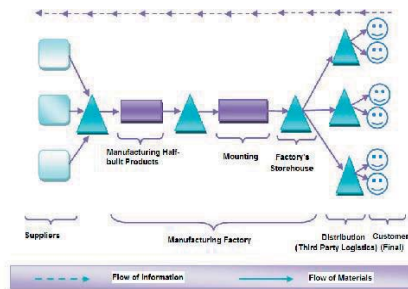 Manufacturing Half-
built Products
Mounting
Factory's
Storehouse
Suppliers
Manufacturing Factory
Distribution
(Third Party Logistics)
Customer
(Final)
Flow of Information
Flow of Materials